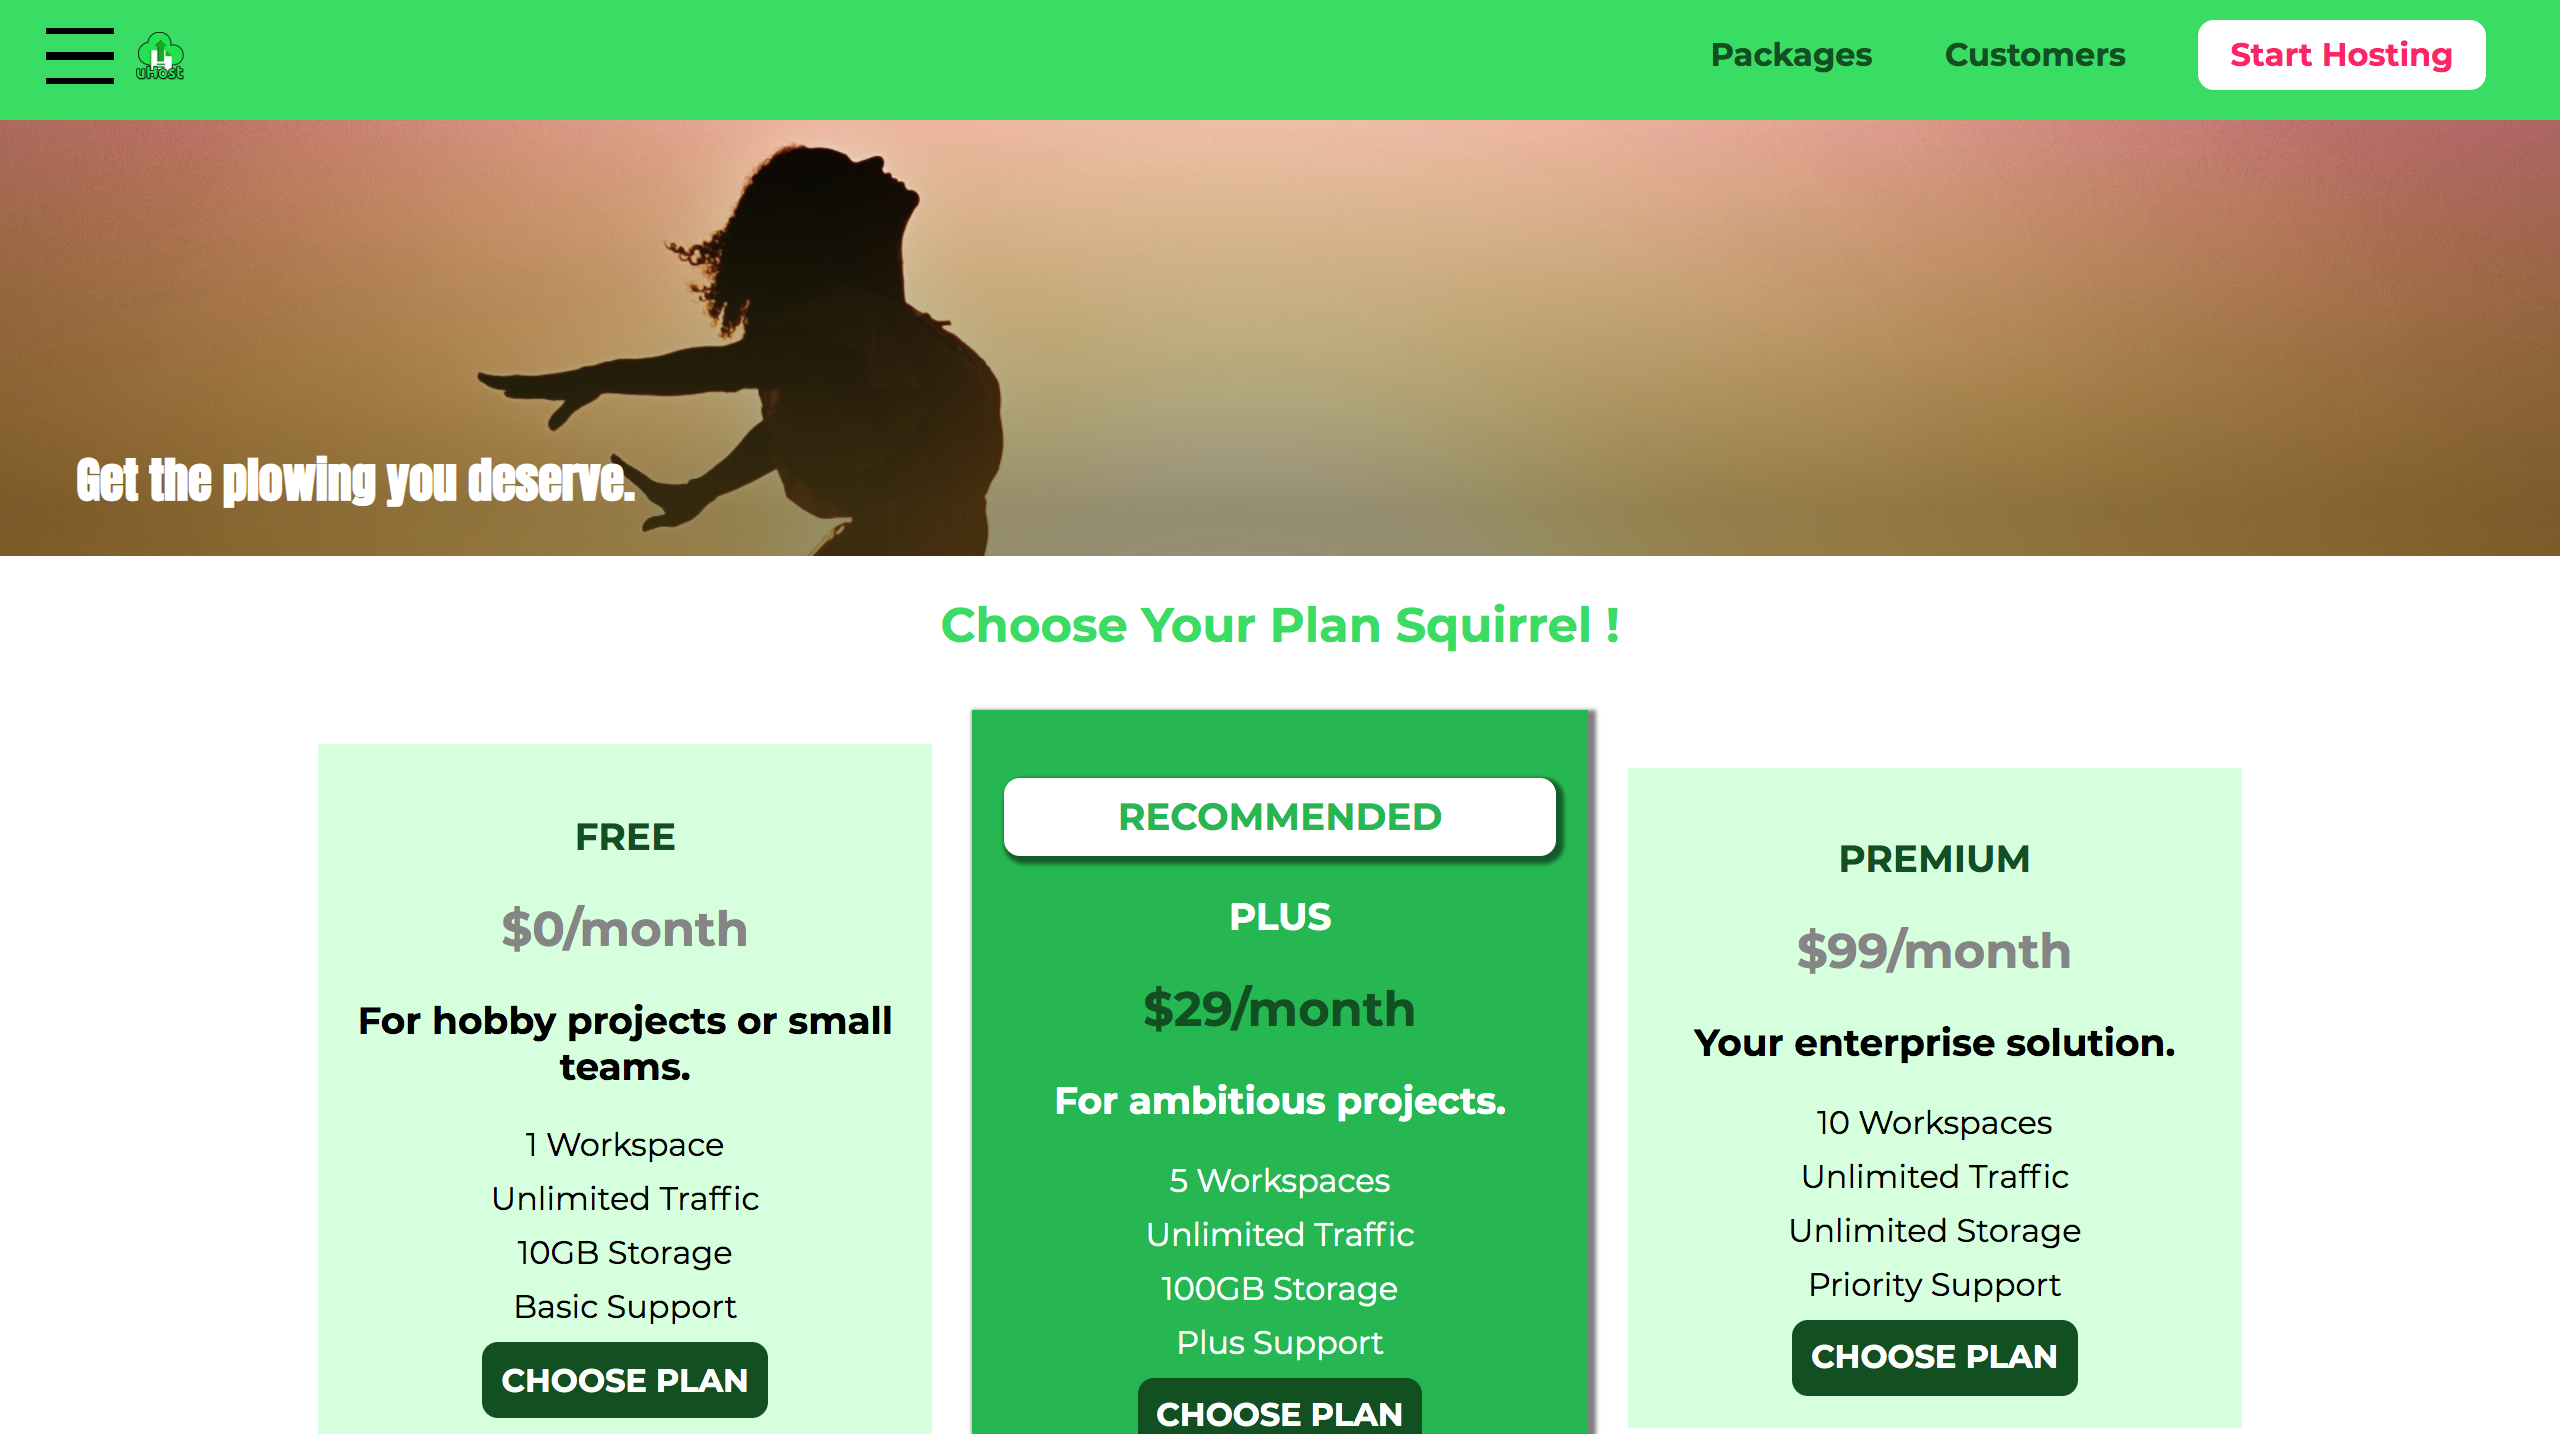 uHost
Packages
Customers
Start Hosting
Get the plowing you deserve.
Choose Your Plan Squirrel !
FREE
$0/month
For hobby projects or small
teams.
1 Workspace
Unlimited Traffic
10GB Storage
Basic Support
CHOOSE PLAN
RECOMMENDED
PLUS
$29/month
For ambitious projects.
5 Workspaces
Unlimited Traffic
100GB Storage
Plus Support
CHOOSE PLAN
PREMIUM
$99/month
Your enterprise solution.
10 Workspaces
Unlimited Traffic
Unlimited Storage
Priority Support
CHOOSE PLAN